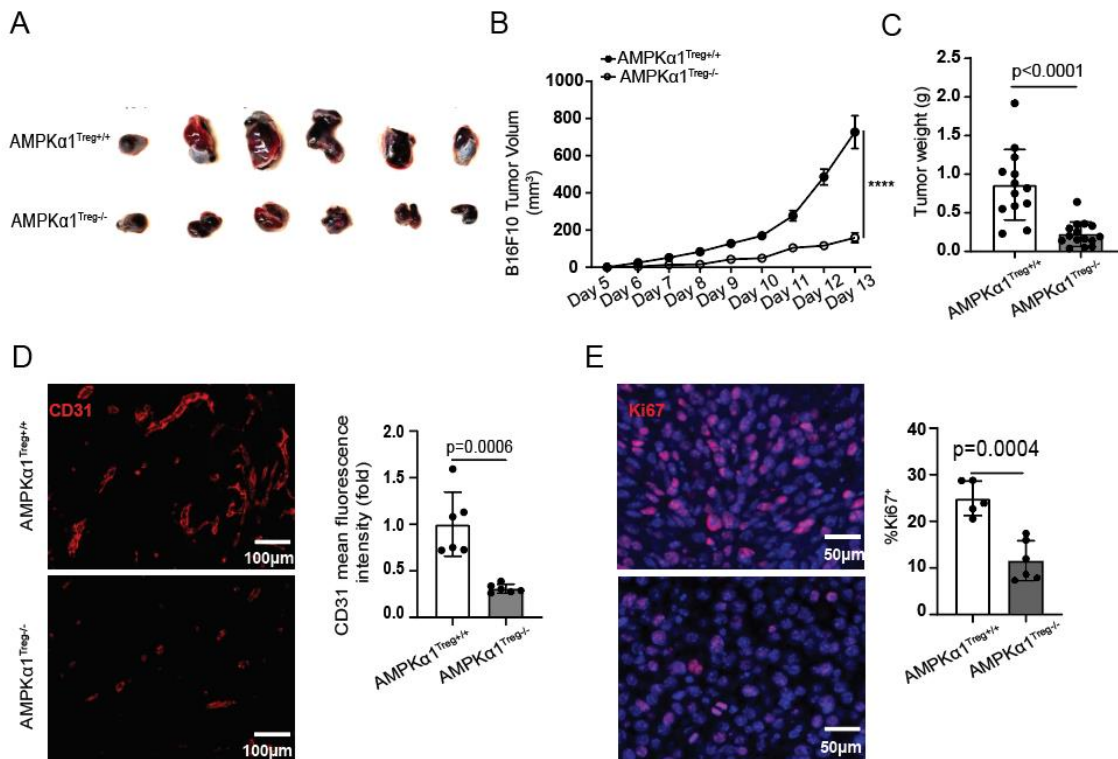 A
AMPKα1Treg+/+
AMPKα1Treg-/-
B
AMPKα1Treg+/+
AMPKα1Treg-/-
B16F10 Tumor Volum
(mm3)
1000
800
600
400
200
0
Day 5
Day 6
Day 7
Day 8
Day 9
Day 10
Day 11
Day 12
Day 13
****
C
p<0.0001
Tumor weight (g)
2.5
2.0
1.5
1.0
0.5
0.0
AMPKα1Treg+/+
AMPKα1Treg-/-
D
AMPKα1Treg+/+
CD31
100μm
AMPKα1Treg-/-
100μm
CD31 mean fluorescence
intensity (fold)
p=0.0006
2.0
1.5
1.0
0.5
0.0
AMPKα1Treg+/+
AMPKα1Treg-/-
E
Ki67
50μm
50μm
%Ki67+
p=0.0004
40
30
20
10
0
AMPKα1Treg+/+
AMPKα1Treg-/-